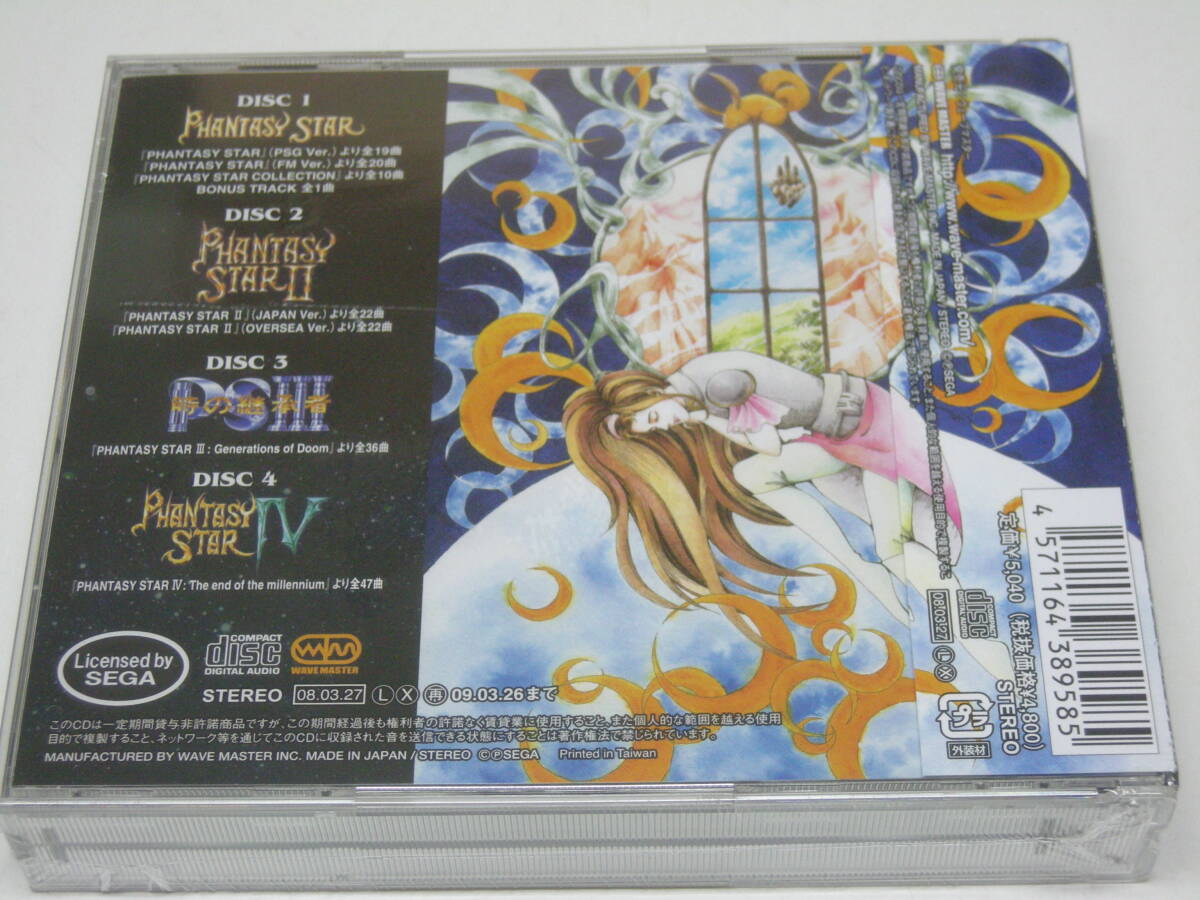 DISC 1
PHANTASY STAR
『PHANTASY STAR』(PSG Ver.)より全19曲
『PHANTASY STAR』(FM Ver.)より全20曲
『PHANTASY STAR COLLECTION』より全10曲
BONUS TRACK 全1曲
DISC 2
PHANTASY
STAR II
『PHANTASY STAR Ⅱ』(JAPAN Ver.)より全22曲
『PHANTASY STAR Ⅱ』(OVERSEA Ver.)より全22曲
DISC 3
PSIII
時の継承者
『PHANTASY STAR Ⅲ : Generations of Doom』より全36曲
DISC 4
PHANTASY
STAR IV
『PHANTASY STAR Ⅳ : The end of the millennium』より全47曲
Licensed by
SEGA
COMPACT
disc
DIGITAL AUDIO
WAVE MASTER
STEREO 08.03.27 Ⓛ Ⓧ 再 09.03.26まで
このCDは一定期間貸与非許諾商品ですが、この期間経過後も権利者の許諾なく賃貸業に使用すること、また個人的な範囲を越える使用
目的で複製すること、ネットワーク等を通じてこのCDに収録された音を送信できる状態にすることは著作権法で禁じられています。
MANUFACTURED BY WAVE MASTER INC. MADE IN JAPAN / STEREO ©ⓅSEGA Printed in Taiwan
WAVE MASTER http://www.wave-master.com/
COMPACT
disc
DIGITAL AUDIO
08.03.27 Ⓛ Ⓧ
定価¥5,040 (税抜価格¥4,800)
STEREO
外装材
4571164389585